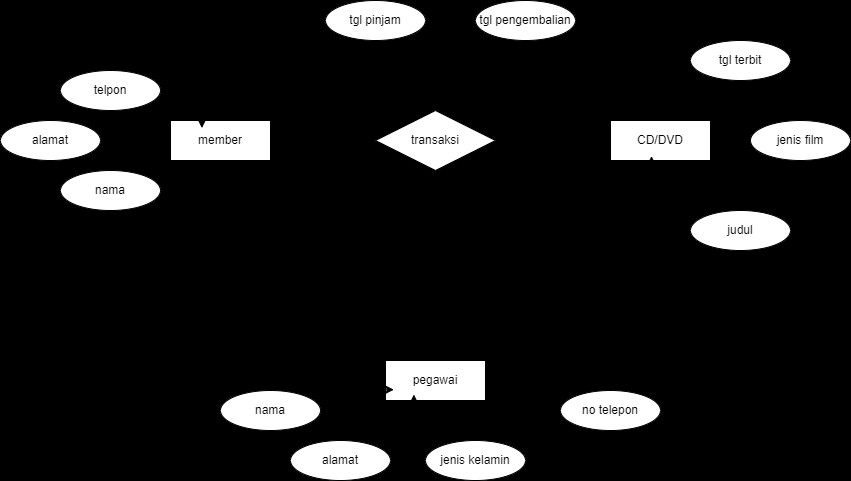 tgl pinjam
tgl pengembalian
tgl terbit
telpon
alamat
member
transaksi
CD/DVD
jenis film
nama
judul
pegawai
nama
no telepon
alamat
jenis kelamin